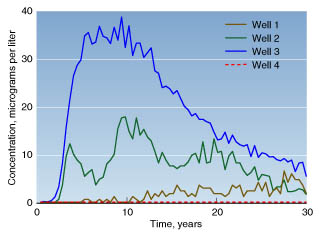 Concentration, micrograms per liter
40
30
20
10
0
Well 1
Well 2
Well 3
Well 4
0
10
20
30
Time, years